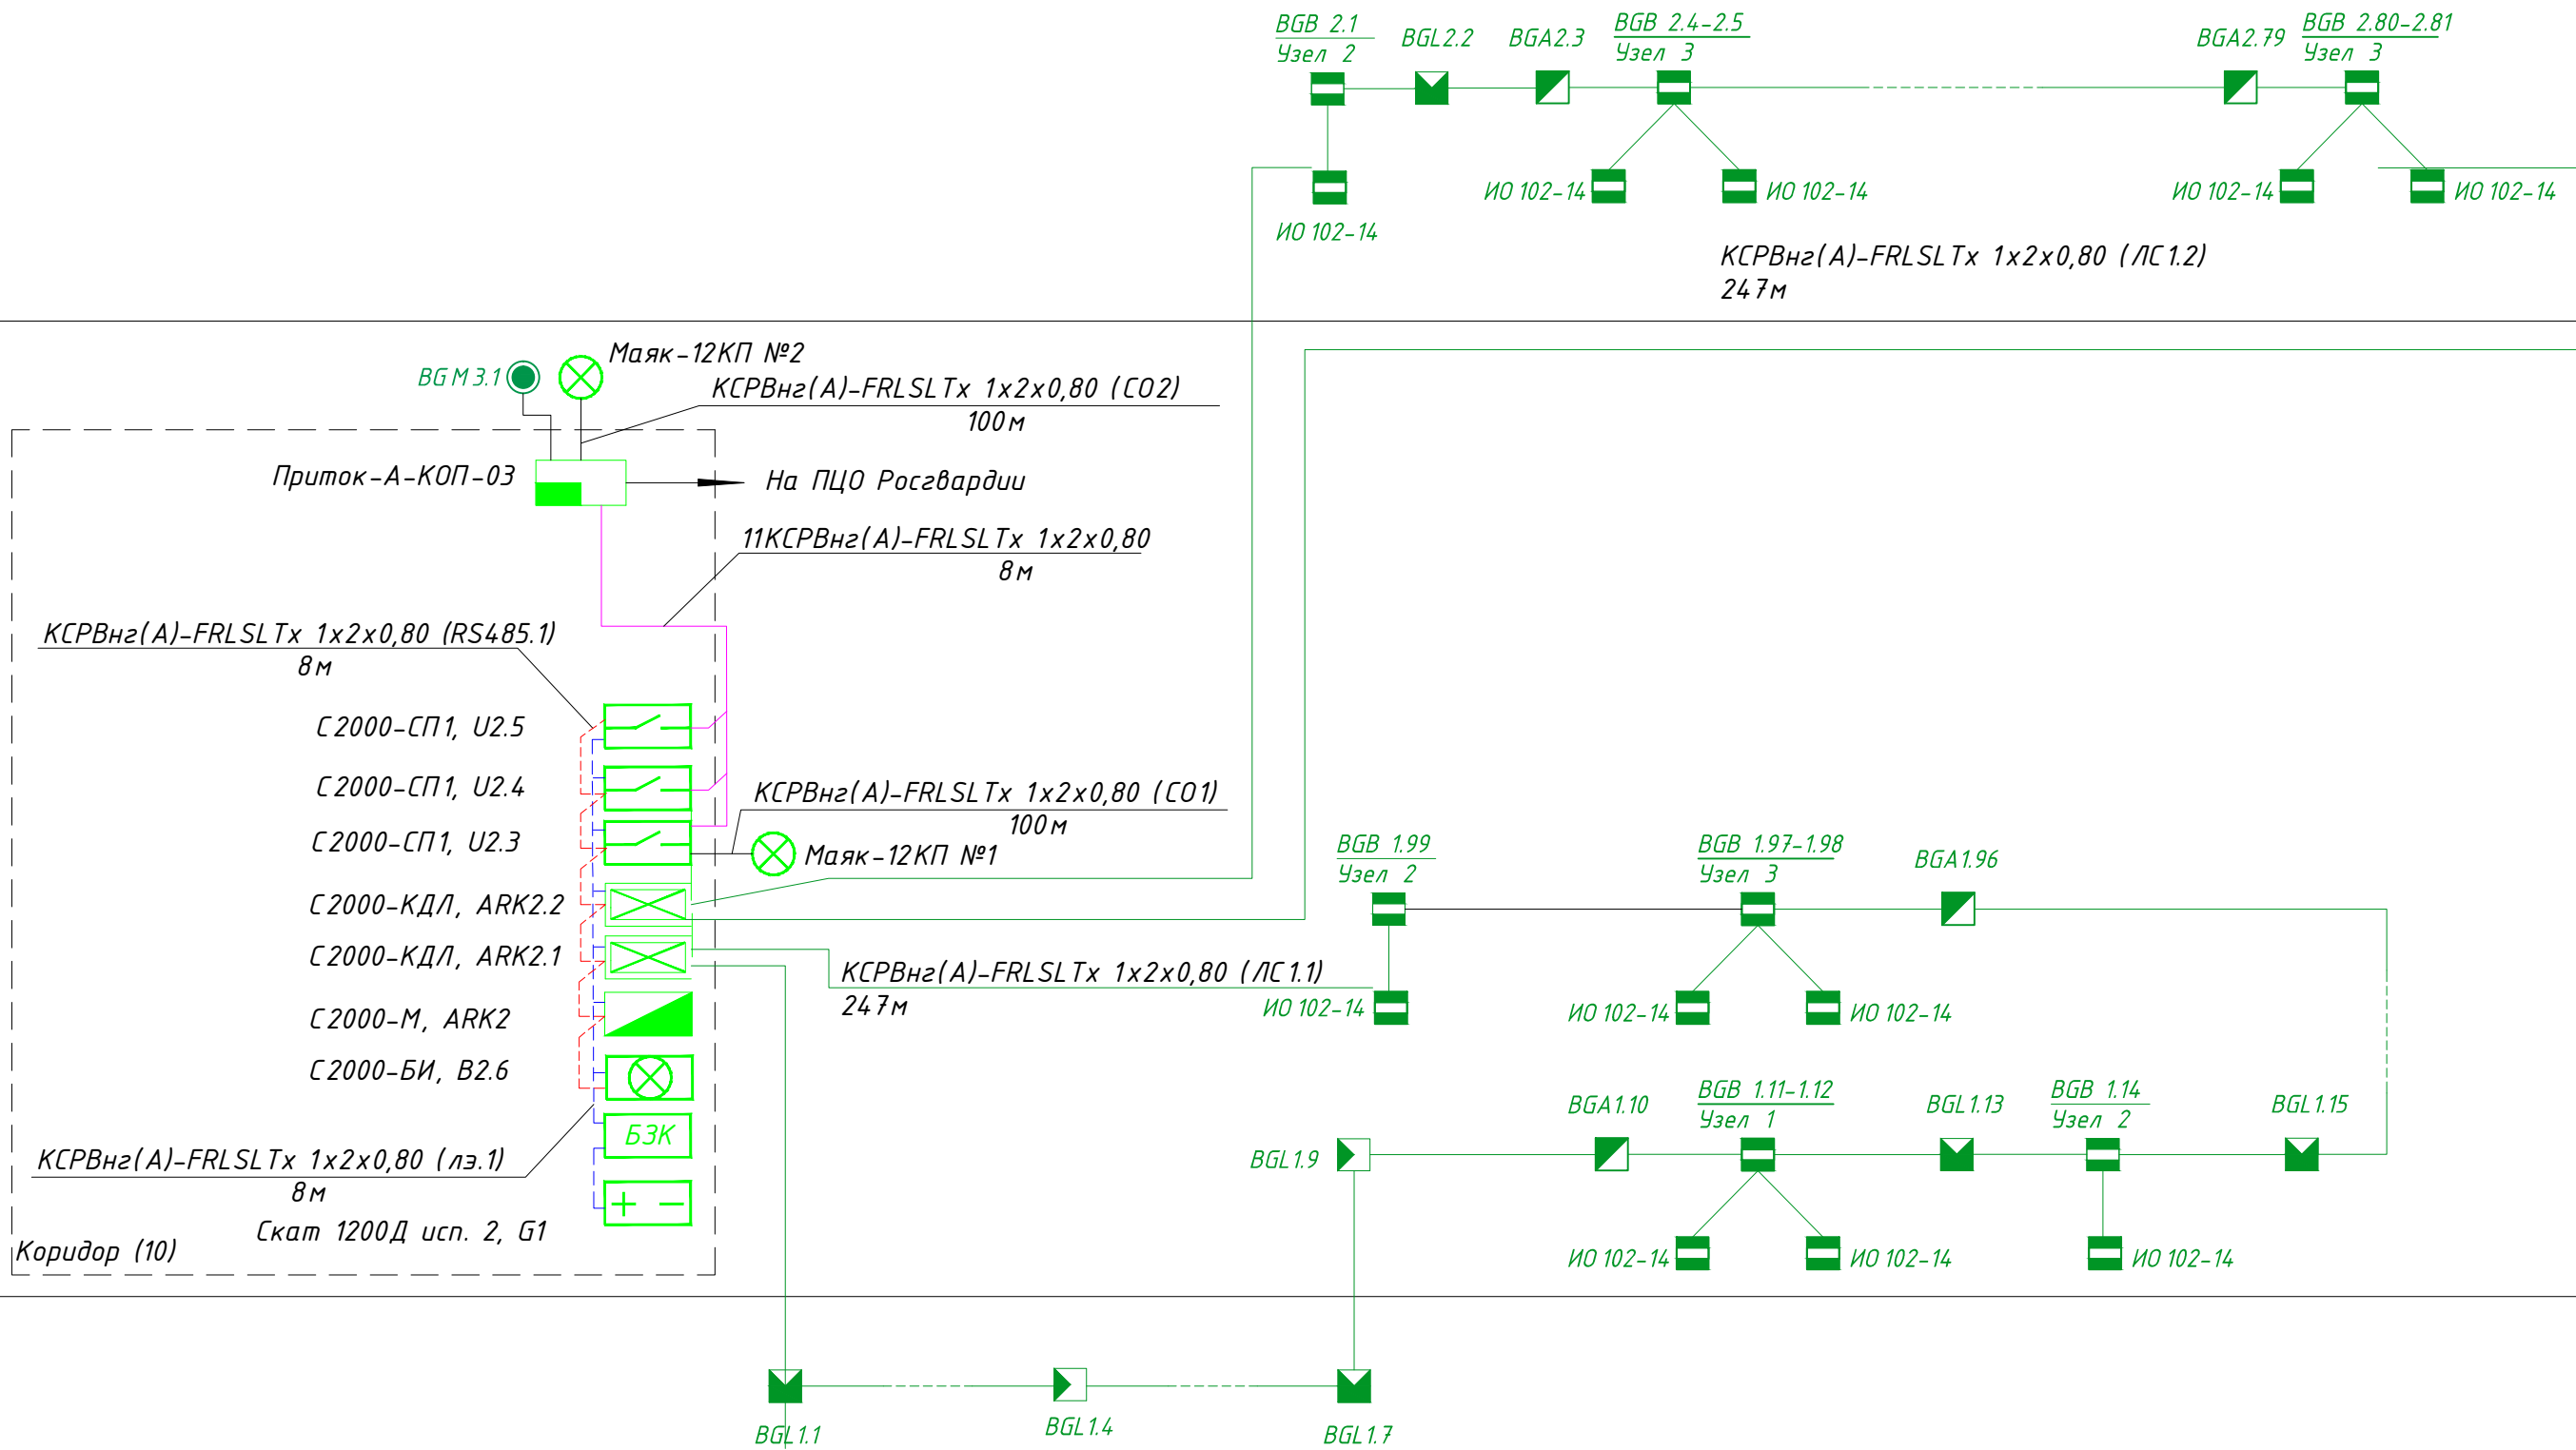 BGB 2.1
Узел 2
BGL2.2
BGA2.3
BGB 2.4-2.5
Узел 3
BGA2.79
BGB 2.80-2.81
Узел 3
ИО 102-14
ИО 102-14
ИО 102-14
ИО 102-14
ИО 102-14
КСРВнг(А)-FRLSLTx 1x2x0,80 (ЛС1.2)
247м
BGM3.1
Маяк-12КП №2
КСРВнг(А)-FRLSLTx 1x2x0,80 (СО2)
100м
Приток-А-КОП-03
На ПЦО Росгвардии
11КСРВнг(А)-FRLSLTx 1x2x0,80
8м
КСРВнг(А)-FRLSLTx 1x2x0,80 (RS485.1)
8м
С2000-СП1, U2.5
С2000-СП1, U2.4
С2000-СП1, U2.3
КСРВнг(А)-FRLSLTx 1x2x0,80 (СО1)
100м
Маяк-12КП №1
С2000-КДЛ, ARK2.2
С2000-КДЛ, ARK2.1
КСРВнг(А)-FRLSLTx 1x2x0,80 (ЛС1.1)
247м
С2000-М, ARK2
С2000-БИ, В2.6
БЗК
КСРВнг(А)-FRLSLTx 1x2x0,80 (лэ.1)
8м
+ −
Скат 1200Д исп. 2, G1
Коридор (10)
BGB 1.99
Узел 2
BGB 1.97-1.98
Узел 3
BGA1.96
ИО 102-14
ИО 102-14
ИО 102-14
BGL1.9
BGA1.10
BGB 1.11-1.12
Узел 1
BGL1.13
BGB 1.14
Узел 2
BGL1.15
ИО 102-14
ИО 102-14
ИО 102-14
BGL1.1
BGL1.4
BGL1.7